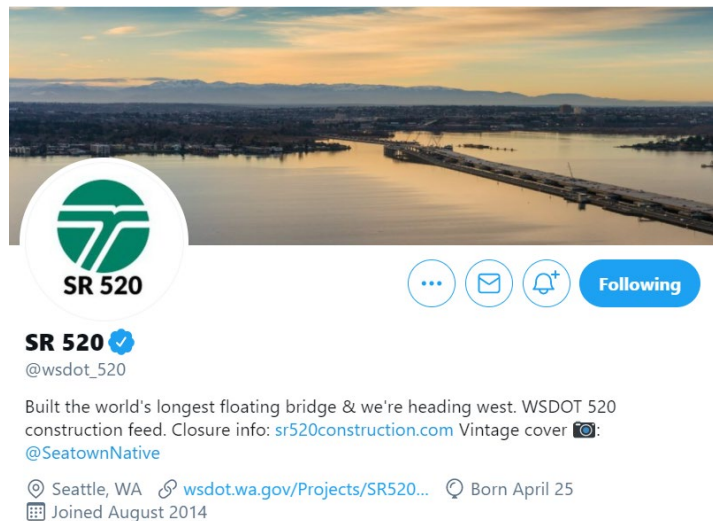 SR 520
Following
SR 520
@wsdot_520
Built the world's longest floating bridge & we're heading west. WSDOT 520
construction feed. Closure info: sr520construction.com Vintage cover 📷:
@SeatownNative
Seattle, WA wsdot.wa.gov/Projects/SR520... Born April 25
Joined August 2014